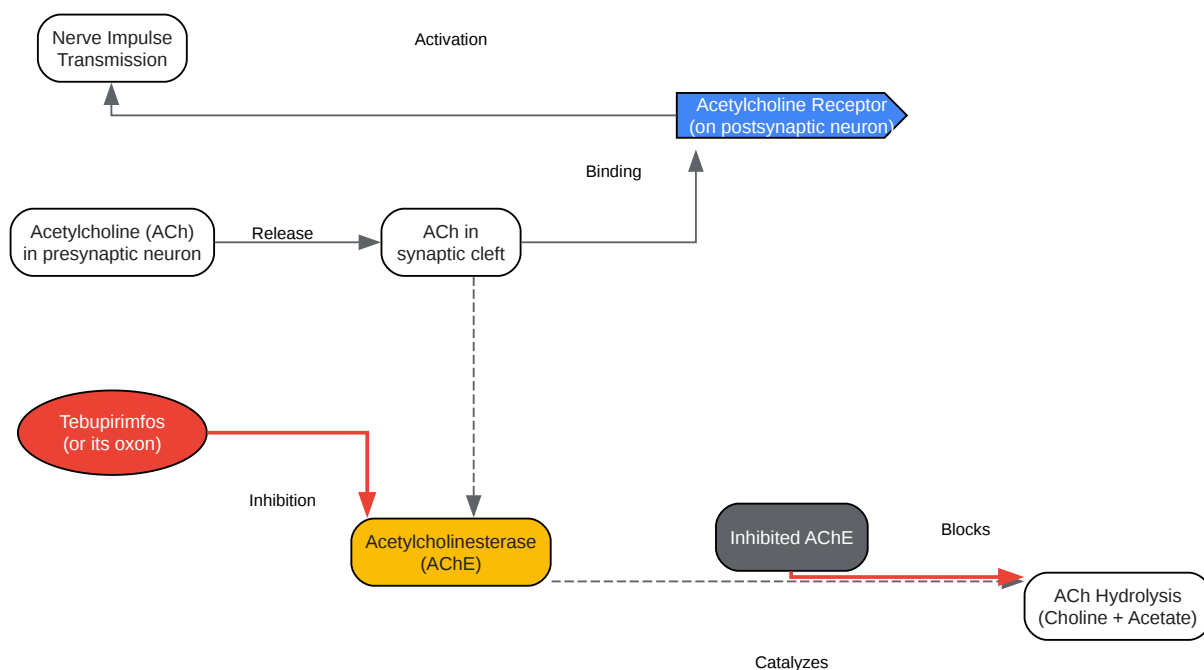 Nerve Impulse
Transmission
Activation
Acetylcholine Receptor
(on postsynaptic neuron)
Binding
Acetylcholine (ACh)
in presynaptic neuron
Release
ACh in
synaptic cleft
Tebupirimfos
(or its oxon)
Inhibition
Acetylcholinesterase
(AChE)
Inhibited AChE
Blocks
ACh Hydrolysis
(Choline + Acetate)
Catalyzes